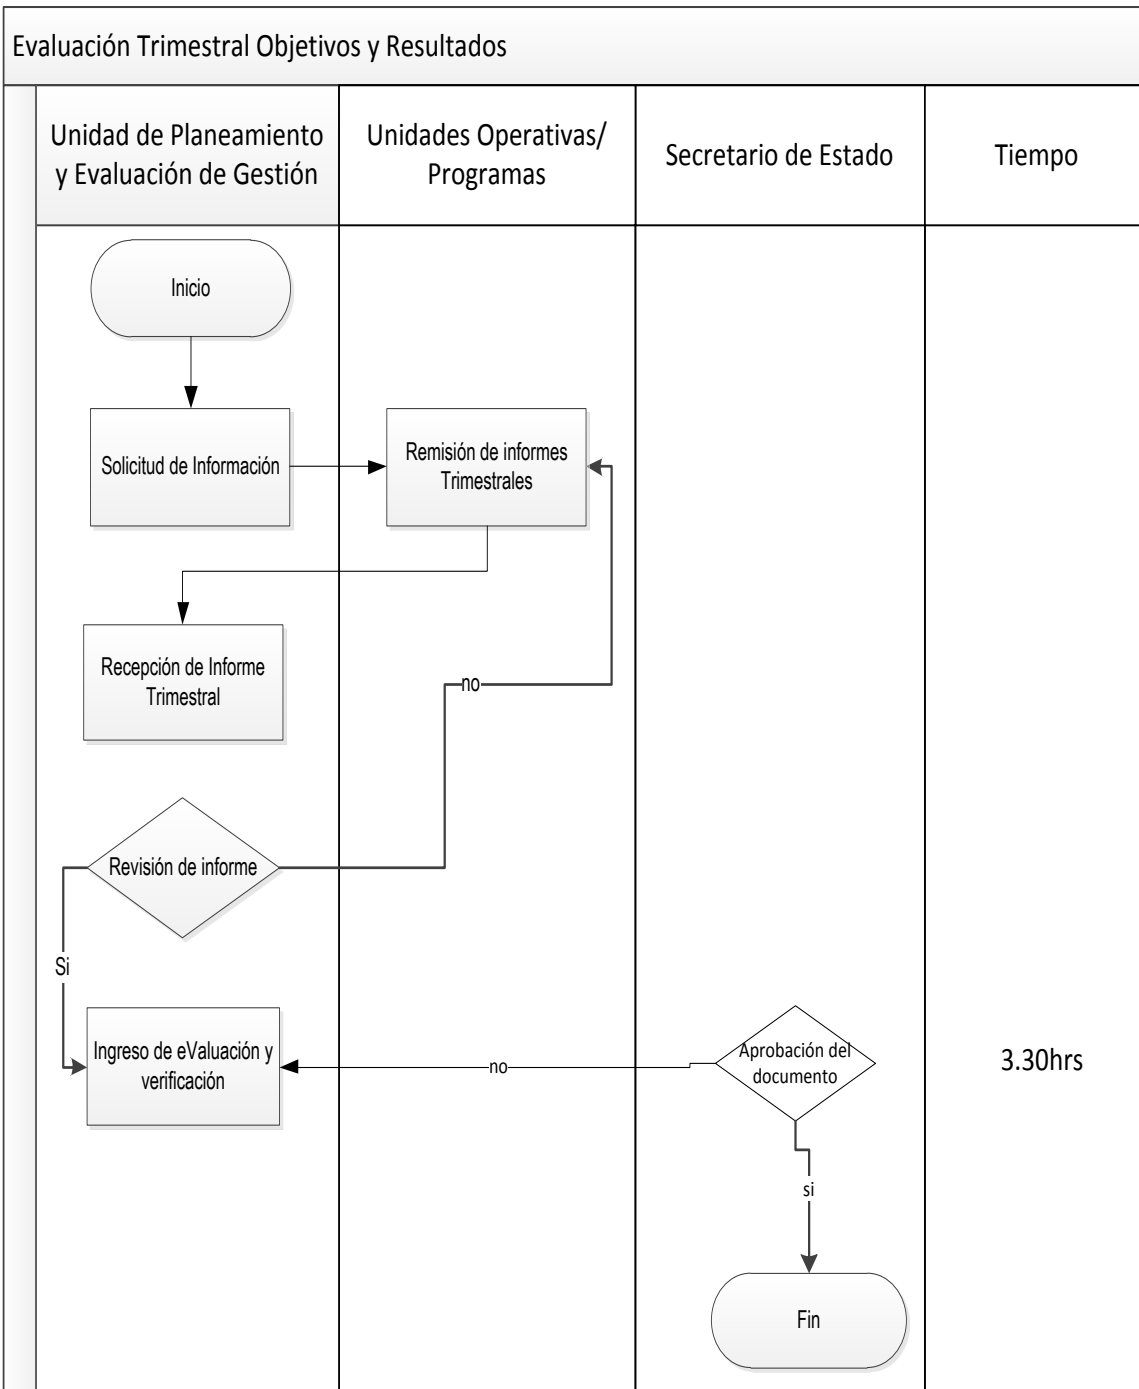 Evaluación Trimestral Objetivos y Resultados
Unidad de Planeamiento
y Evaluación de Gestión
Unidades Operativas/
Programas
Secretario de Estado
Tiempo
Inicio
Solicitud de Información
Remisión de informes
Trimestrales
Recepción de Informe
Trimestral
no
Revisión de informe
Si
Ingreso de eValuación y
verificación
no
Aprobación del
documento
3.30hrs
si
Fin